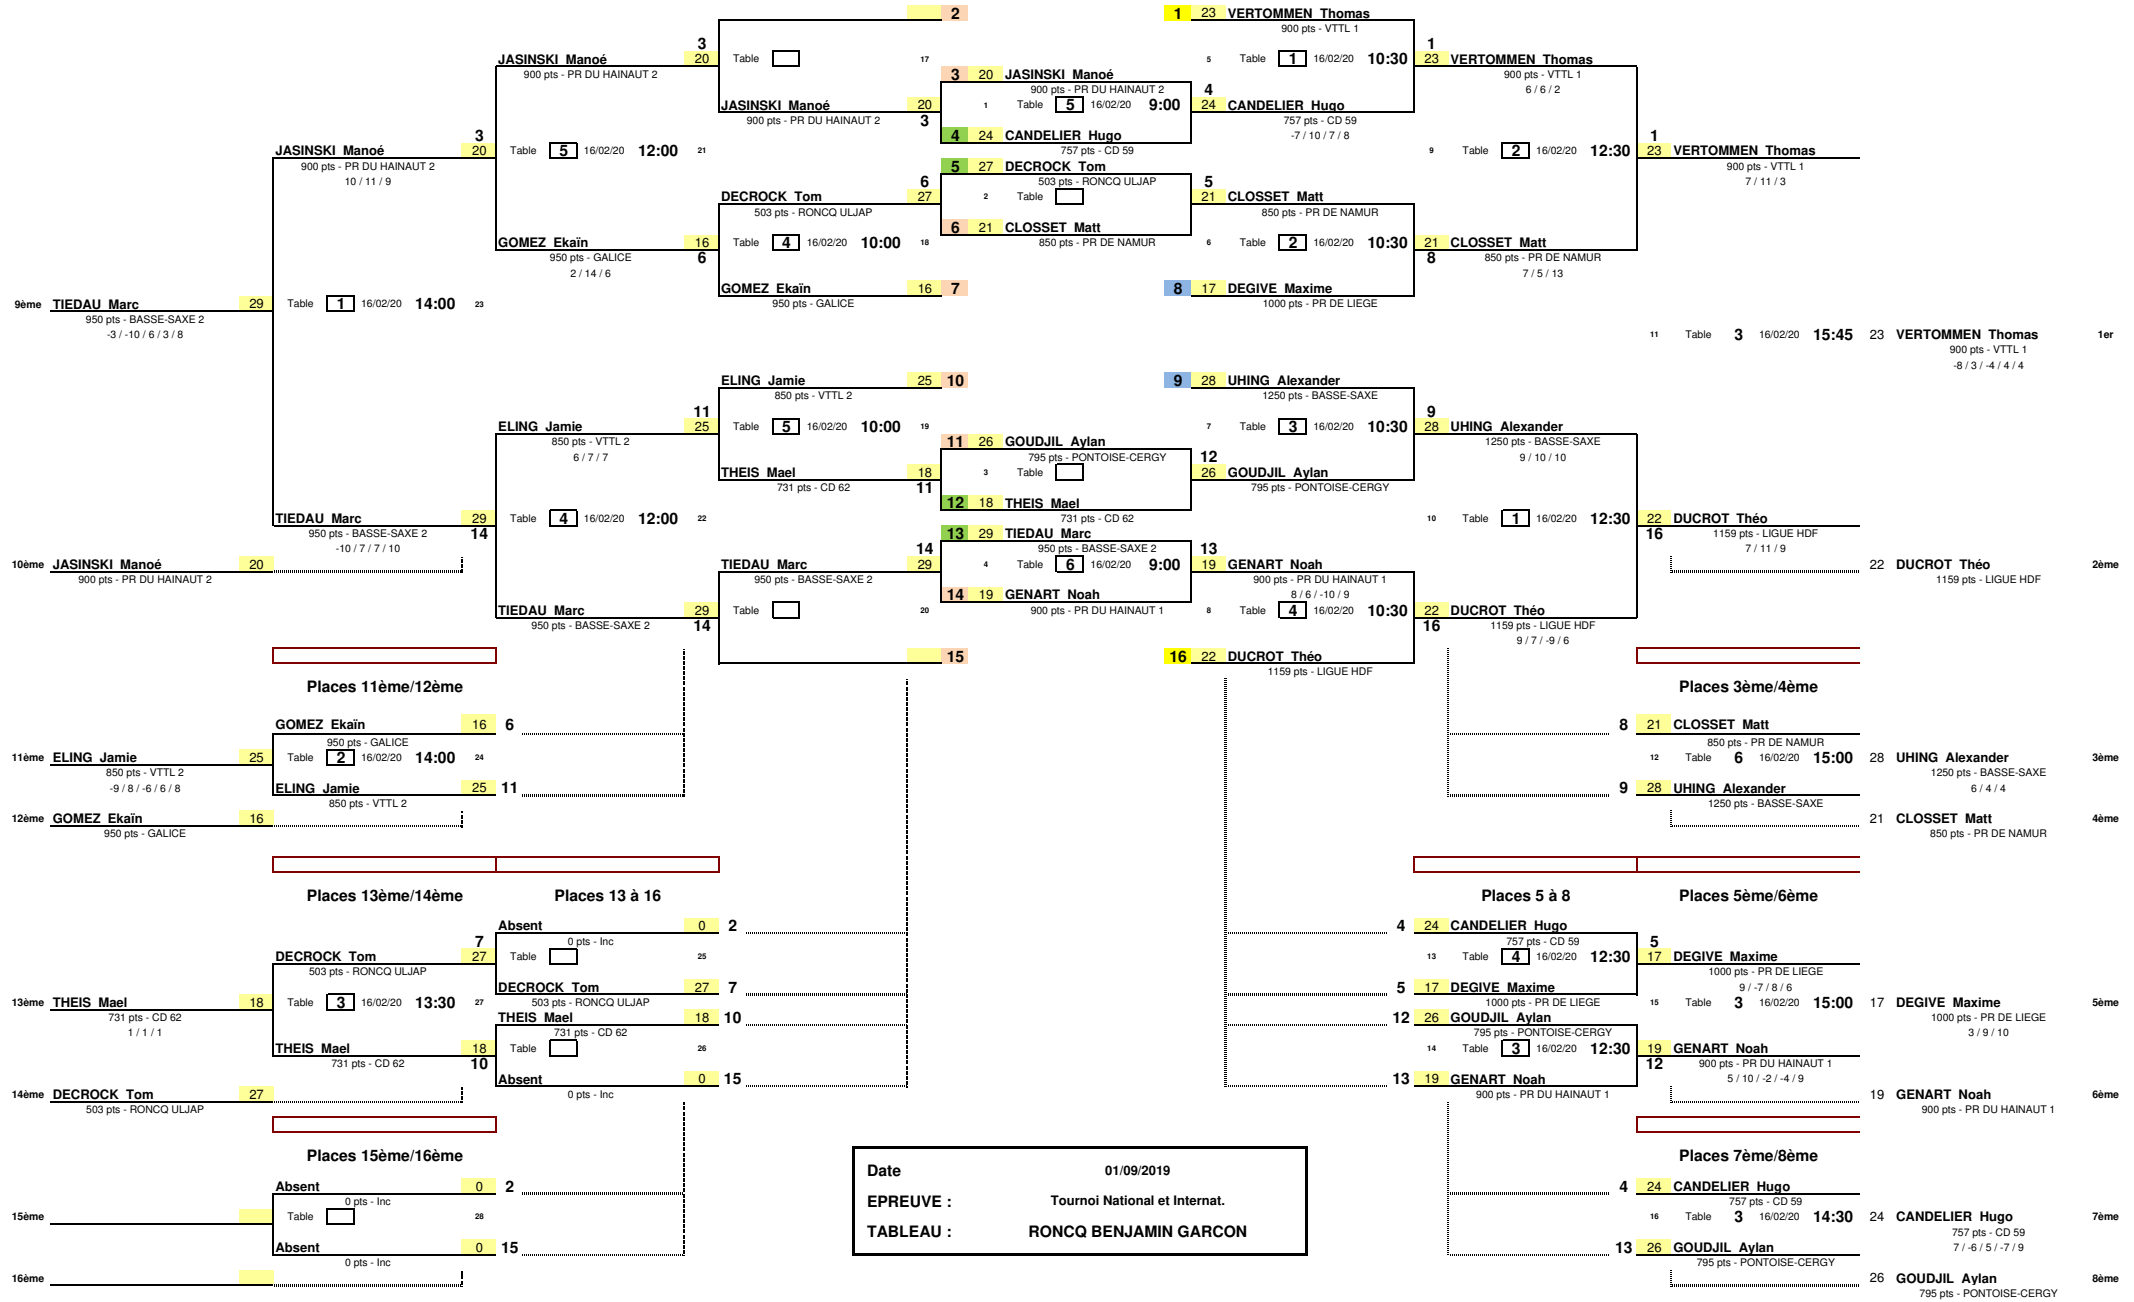 2 1 23 VERTOMMEN Thomas
900 pts - VTTL 1
3 1
JASINSKI Manoé 20 Table 17 5 Table 1 16/02/20 10:30 23 VERTOMMEN Thomas
900 pts - PR DU HAINAUT 2 3 20 JASINSKI Manoé 900 pts - VTTL 1
900 pts - PR DU HAINAUT 2 4 6 / 6 / 2
JASINSKI Manoé 20 1 Table 5 16/02/20 9:00 24 CANDELIER Hugo
900 pts - PR DU HAINAUT 2 3 757 pts - CD 59
3 4 24 CANDELIER Hugo -7 / 10 / 7 / 8 1
JASINSKI Manoé 20 Table 5 16/02/20 12:00 21 757 pts - CD 59 9 Table 2 16/02/20 12:30 23 VERTOMMEN Thomas
900 pts - PR DU HAINAUT 2 5 27 DECROCK Tom 900 pts - VTTL 1
10 / 11 / 9 6 503 pts - RONCQ ULJAP 5 7 / 11 / 3
DECROCK Tom 27 2 Table 21 CLOSSET Matt
503 pts - RONCQ ULJAP 850 pts - PR DE NAMUR
6 21 CLOSSET Matt
GOMEZ Ekaïn 16 Table 4 16/02/20 10:00 18 850 pts - PR DE NAMUR 6 Table 2 16/02/20 10:30 21 CLOSSET Matt
950 pts - GALICE 6 8 850 pts - PR DE NAMUR
2 / 14 / 6 7 / 5 / 13
GOMEZ Ekaïn 16 7 8 17 DEGIVE Maxime
9ème TIEDAU Marc 29 Table 1 16/02/20 14:00 23 950 pts - GALICE 1000 pts - PR DE LIEGE
950 pts - BASSE-SAXE 2
-3 / -10 / 6 / 3 / 8 11 Table 3 16/02/20 15:45 23 VERTOMMEN Thomas 1er
900 pts - VTTL 1
-8 / 3 / -4 / 4 / 4
ELING Jamie 25 10 9 28 UHING Alexander
850 pts - VTTL 2 1250 pts - BASSE-SAXE
11 9
ELING Jamie 25 Table 5 16/02/20 10:00 19 7 Table 3 16/02/20 10:30 28 UHING Alexander
850 pts - VTTL 2 11 26 GOUDJIL Aylan 1250 pts - BASSE-SAXE
6 / 7 / 7 795 pts - PONTOISE-CERGY 12 9 / 10 / 10
THEIS Mael 18 3 Table 26 GOUDJIL Aylan
731 pts - CD 62 11 795 pts - PONTOISE-CERGY
12 18 THEIS Mael
TIEDAU Marc 29 Table 4 16/02/20 12:00 22 731 pts - CD 62 10 Table 1 16/02/20 12:30 22 DUCROT Théo
950 pts - BASSE-SAXE 2 14 13 29 TIEDAU Marc 16 1159 pts - LIGUE HDF
-10 / 7 / 7 / 10 14 950 pts - BASSE-SAXE 2 13 7 / 11 / 9
10ème JASINSKI Manoé 20 TIEDAU Marc 29 4 Table 6 16/02/20 9:00 19 GENART Noah 22 DUCROT Théo 2ème
900 pts - PR DU HAINAUT 2 950 pts - BASSE-SAXE 2 900 pts - PR DU HAINAUT 1 1159 pts - LIGUE HDF
14 19 GENART Noah 8 / 6 / -10 / 9
TIEDAU Marc 29 Table 20 900 pts - PR DU HAINAUT 1 8 Table 4 16/02/20 10:30 22 DUCROT Théo
950 pts - BASSE-SAXE 2 14 16 1159 pts - LIGUE HDF
9 / 7 / -9 / 6
15 16 22 DUCROT Théo
1159 pts - LIGUE HDF
Places 11ème/12ème Places 3ème/4ème
GOMEZ Ekaïn 16 6 8 21 CLOSSET Matt
950 pts - GALICE 850 pts - PR DE NAMUR
11ème ELING Jamie 25 Table 2 16/02/20 14:00 24 12 Table 6 16/02/20 15:00 28 UHING Alexander 3ème
850 pts - VTTL 2 1250 pts - BASSE-SAXE
-9 / 8 / -6 / 6 / 8 ELING Jamie 25 11 9 28 UHING Alexander 6 / 4 / 4
850 pts - VTTL 2 1250 pts - BASSE-SAXE
12ème GOMEZ Ekaïn 16 21 CLOSSET Matt 4ème
950 pts - GALICE 850 pts - PR DE NAMUR
Places 13ème/14ème Places 13 à 16 Places 5 à 8 Places 5ème/6ème
Absent 0 2 4 24 CANDELIER Hugo
7 0 pts - Inc 757 pts - CD 59 5
DECROCK Tom 27 Table 25 13 Table 4 16/02/20 12:30 17 DEGIVE Maxime
503 pts - RONCQ ULJAP 1000 pts - PR DE LIEGE
DECROCK Tom 27 7 5 17 DEGIVE Maxime 9 / -7 / 8 / 6
13ème THEIS Mael 18 Table 3 16/02/20 13:30 27 503 pts - RONCQ ULJAP 1000 pts - PR DE LIEGE 15 Table 3 16/02/20 15:00 17 DEGIVE Maxime 5ème
731 pts - CD 62 THEIS Mael 18 10 12 26 GOUDJIL Aylan 1000 pts - PR DE LIEGE
1 / 1 / 1 731 pts - CD 62 795 pts - PONTOISE-CERGY 3 / 9 / 10
THEIS Mael 18 Table 26 14 Table 3 16/02/20 12:30 19 GENART Noah
731 pts - CD 62 10 12 900 pts - PR DU HAINAUT 1
Absent 0 15 13 19 GENART Noah 5 / 10 / -2 / -4 / 9
14ème DECROCK Tom 27 0 pts - Inc 900 pts - PR DU HAINAUT 1 19 GENART Noah 6ème
503 pts - RONCQ ULJAP 900 pts - PR DU HAINAUT 1
Places 15ème/16ème Places 7ème/8ème
Date 01/09/2019
Absent 0 2 4 24 CANDELIER Hugo
0 pts - Inc EPREUVE : Tournoi National et Internat. 757 pts - CD 59
15ème Table 28 16 Table 3 16/02/20 14:30 24 CANDELIER Hugo 7ème
TABLEAU : RONCQ BENJAMIN GARCON 757 pts - CD 59
Absent 0 15 13 26 GOUDJIL Aylan 7 / -6 / 5 / -7 / 9
0 pts - Inc 795 pts - PONTOISE-CERGY
16ème 26 GOUDJIL Aylan 8ème
795 pts - PONTOISE-CERGY